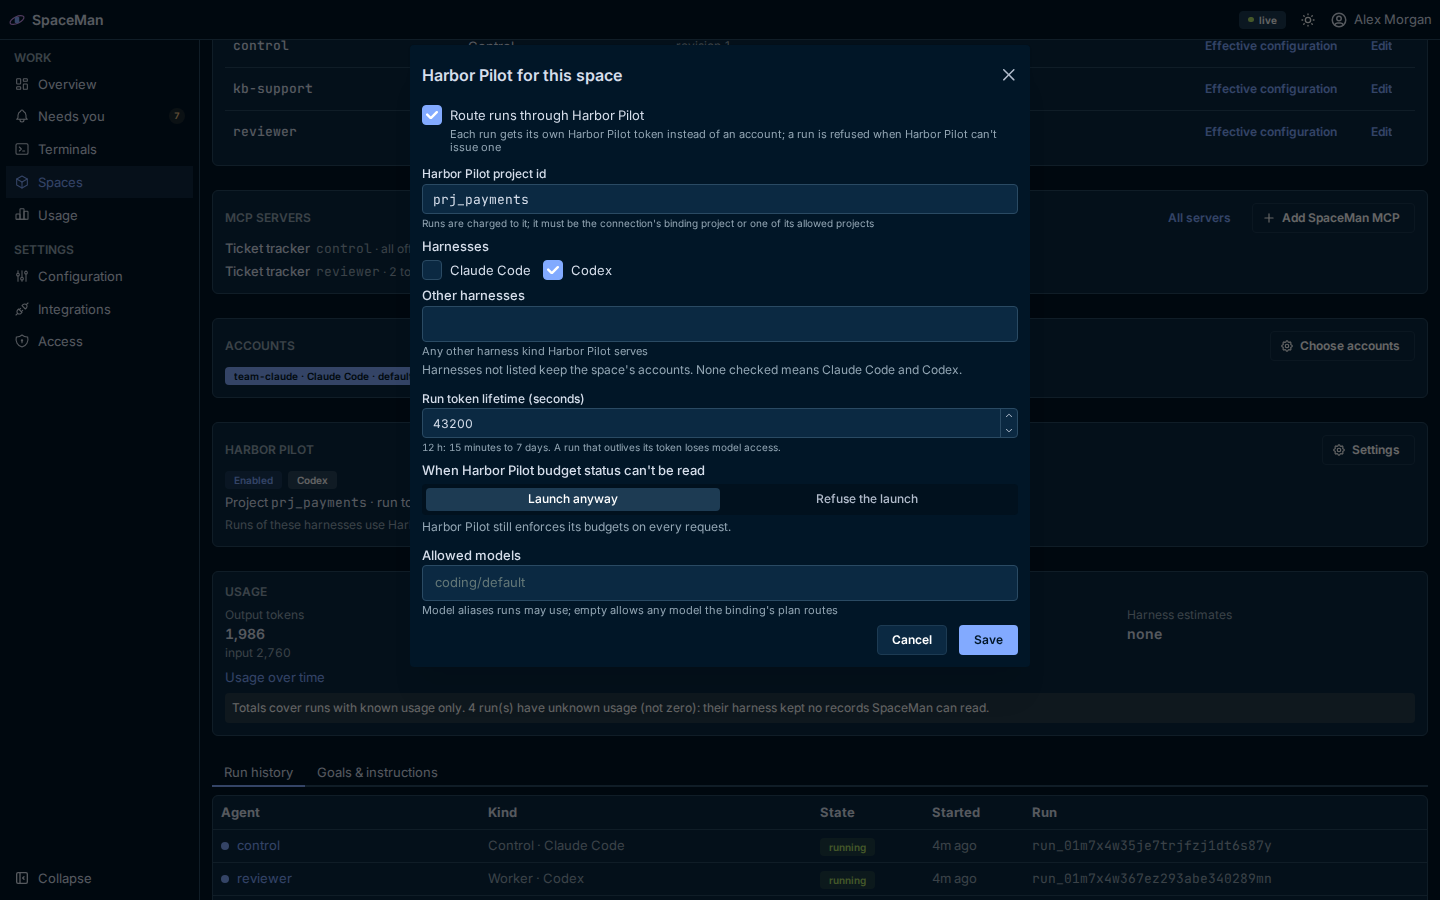 SpaceMan
live
Alex Morgan
WORK
Overview
Needs you
7
Terminals
Spaces
Usage
SETTINGS
Configuration
Integrations
Access
Collapse
control
Effective configuration
Edit
kb-support
Effective configuration
Edit
reviewer
Effective configuration
Edit
MCP SERVERS
All servers
Add SpaceMan MCP
Ticket tracker control · all
Ticket tracker reviewer · 2
ACCOUNTS
Choose accounts
team-claude · Claude Code ·
HARBOR PILOT
Settings
Enabled
Codex
Project prj_payments · run
Runs of these harnesses use
USAGE
Output tokens
1,986
input 2,760
Harness estimates
none
Usage over time
Totals cover runs with known usage only. 4 run(s) have unknown usage (not zero): their harness kept no records SpaceMan can read.
Run history
Goals & instructions
Agent Kind State Started Run
control Control · Claude Code running 4m ago run_01m7x4w35je7trjfzj1dt6s87y
reviewer Worker · Codex running 4m ago run_01m7x4w367ez293abe340289mn
Harbor Pilot for this space
Route runs through Harbor Pilot
Each run gets its own Harbor Pilot token instead of an account; a run is refused when Harbor Pilot can't
issue one
Harbor Pilot project id
prj_payments
Runs are charged to it; it must be the connection's binding project or one of its allowed projects
Harnesses
Claude Code
Codex
Other harnesses
Any other harness kind Harbor Pilot serves
Harnesses not listed keep the space's accounts. None checked means Claude Code and Codex.
Run token lifetime (seconds)
43200
12 h: 15 minutes to 7 days. A run that outlives its token loses model access.
When Harbor Pilot budget status can't be read
Launch anyway
Refuse the launch
Harbor Pilot still enforces its budgets on every request.
Allowed models
coding/default
Model aliases runs may use; empty allows any model the binding's plan routes
Cancel
Save